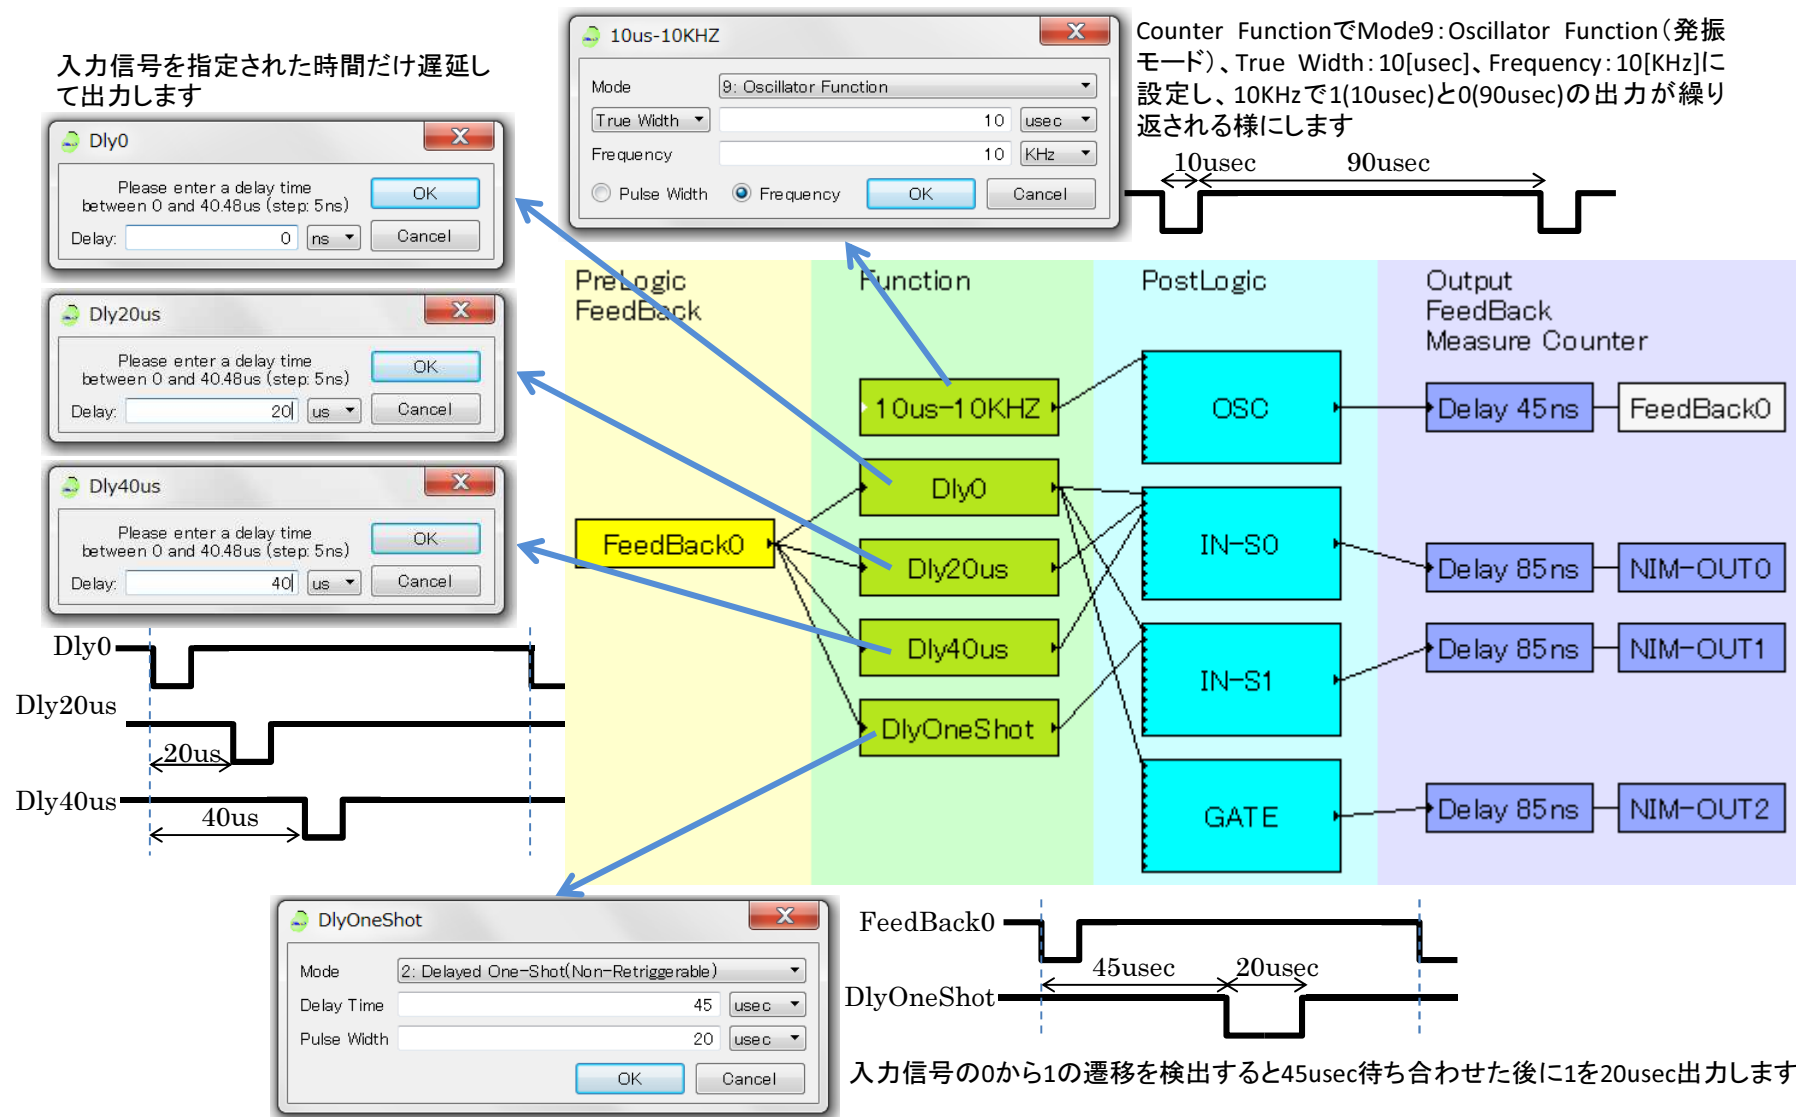 入力信号を指定された時間だけ遅延し
て出力します
Dly0
Please enter a delay time
between 0 and 40.48us (step: 5ns)
OK
Delay: 0 ns Cancel
Dly20us
Please enter a delay time
between 0 and 40.48us (step: 5ns)
OK
Delay: 20 us Cancel
Dly40us
Please enter a delay time
between 0 and 40.48us (step: 5ns)
OK
Delay: 40 us Cancel
Dly0
Dly20us
20us
Dly40us
40us
10us-10KHZ
Mode 9: Oscillator Function
True Width 10 usec
Frequency 10 KHz
Pulse Width Frequency OK Cancel
Counter FunctionでMode9:Oscillator Function(発振
モード)、True Width:10[usec]、Frequency:10[KHz]に
設定し、10KHzで1(10usec)と0(90usec)の出力が繰り
返される様にします
10usec 90usec
PreLogic
FeedBack
Function
PostLogic
Output
FeedBack
Measure Counter
10us-10KHZ
OSC
Delay 45ns
FeedBack0
Dly0
FeedBack0
Dly20us
IN-S0
Delay 85ns
NIM-OUT0
Dly40us
IN-S1
Delay 85ns
NIM-OUT1
DlyOneShot
GATE
Delay 85ns
NIM-OUT2
DlyOneShot
Mode 2: Delayed One-Shot(Non-Retriggerable)
Delay Time 45 usec
Pulse Width 20 usec
OK Cancel
FeedBack0
45usec 20usec
DlyOneShot
入力信号の0から1の遷移を検出すると45usec待ち合わせた後に1を20usec出力します